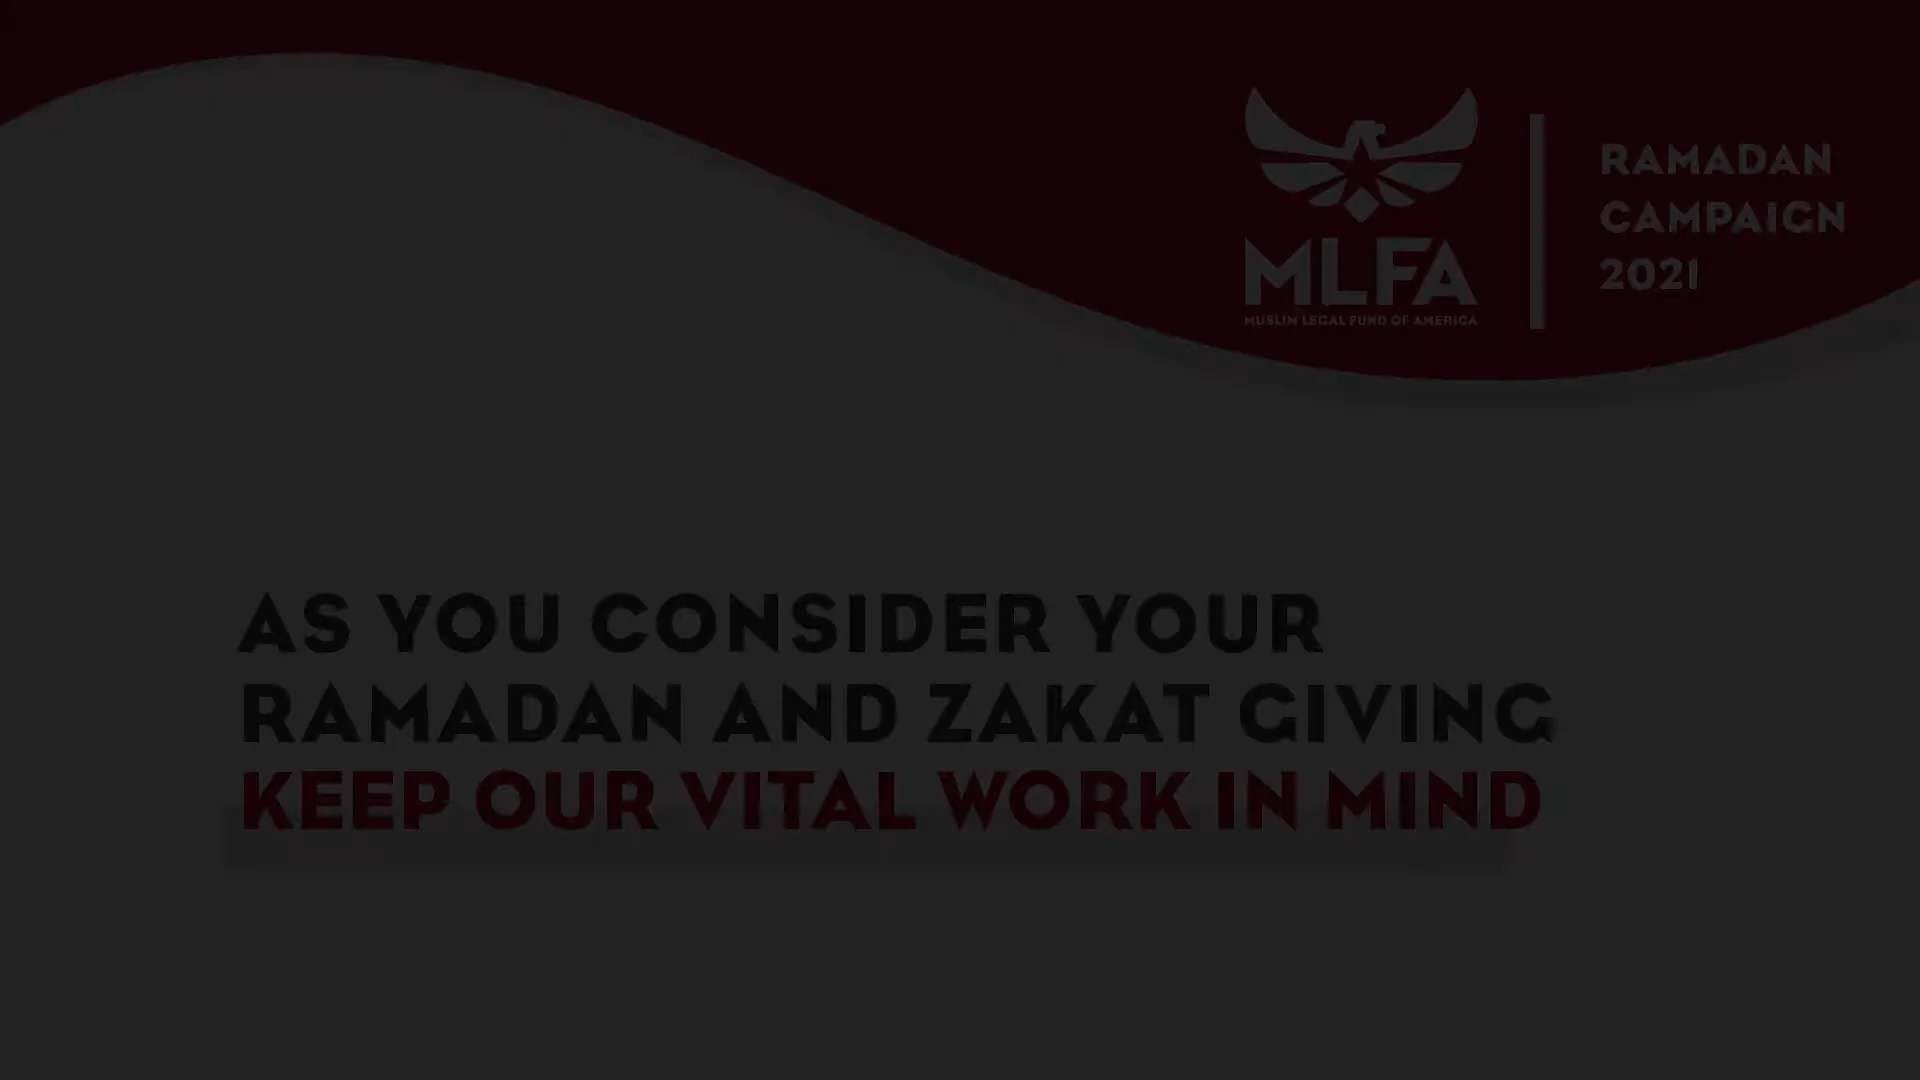 MLFA
MUSLIM LEGAL FUND OF AMERICA
RAMADAN
CAMPAIGN
2021
AS YOU CONSIDER YOUR
RAMADAN AND ZAKAT GIVING
KEEP OUR VITAL WORK IN MIND